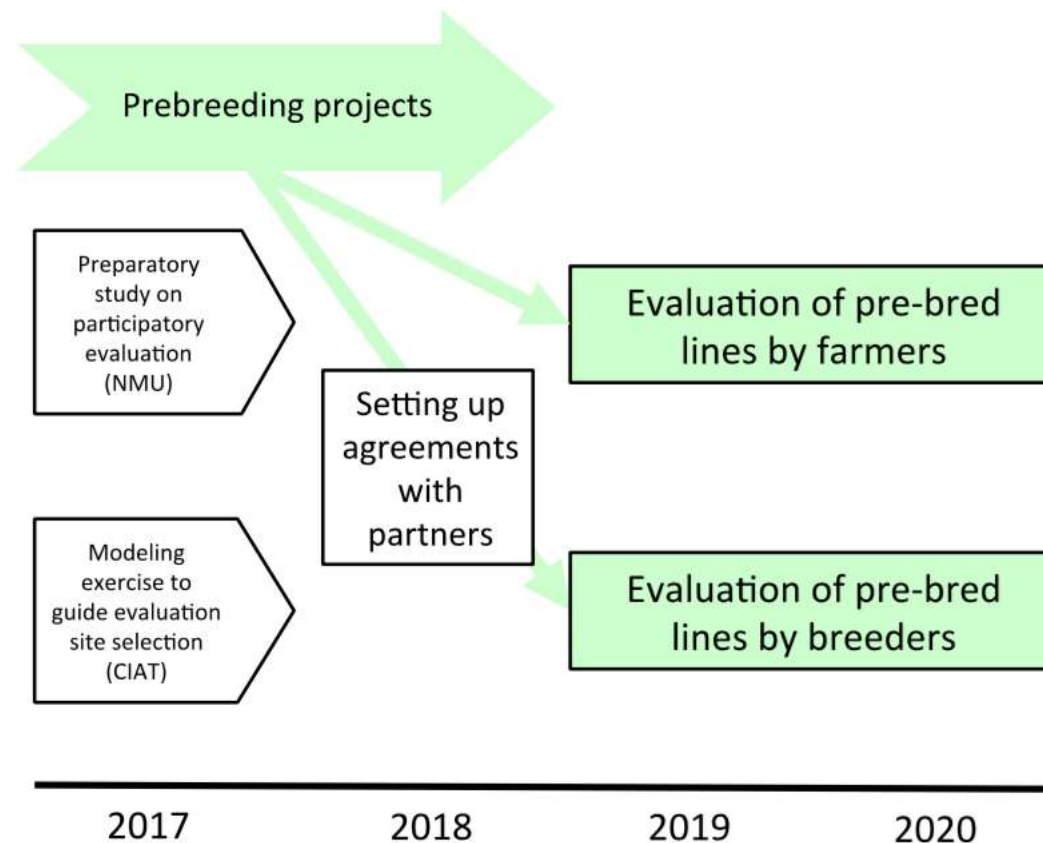 Prebreeding projects
Preparatory
study on
participatory
evaluation
(NMU)
Evaluation of pre-bred
lines by farmers
Setting up
agreements
with
partners
Modeling
exercise to
guide evaluation
site selection
(CIAT)
Evaluation of pre-bred
lines by breeders
2017
2018
2019
2020